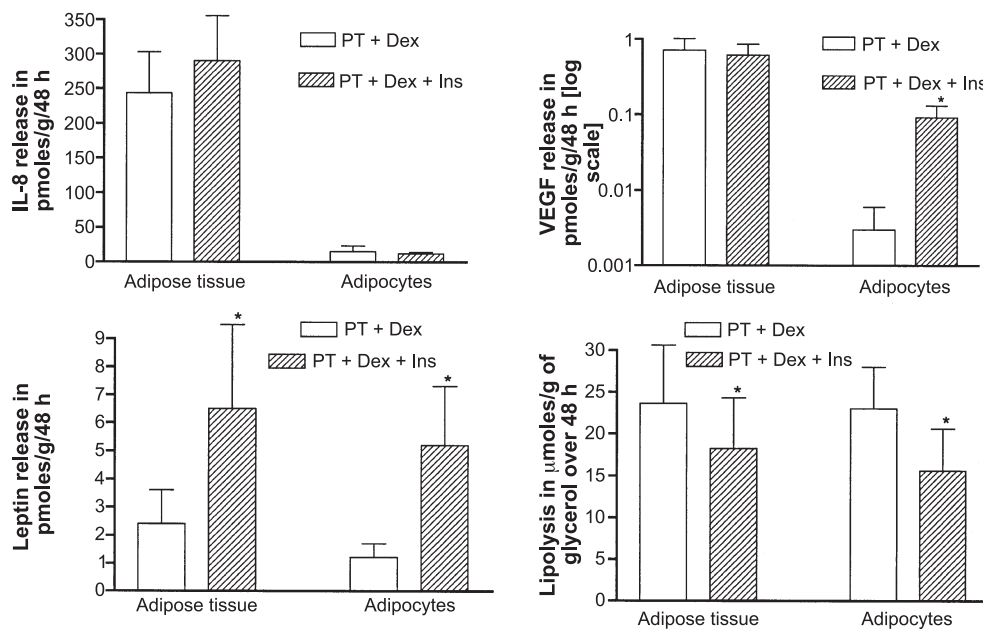 IL-8 release in
pmoles/g/48 h
350
300
250
200
150
100
50
0
PT + Dex
PT + Dex + Ins
Adipose tissue
Adipocytes
VEGF release in
pmoles/g/48 h [log
scale]
1
0.1
0.01
0.001
PT + Dex
PT + Dex + Ins
*
Adipose tissue
Adipocytes
Leptin release in
pmoles/g/48 h
9
8
7
6
5
4
3
2
1
0
PT + Dex
PT + Dex + Ins
*
*
Adipose tissue
Adipocytes
Lipolysis in μmoles/g of
glycerol over 48 h
30
25
20
15
10
5
0
PT + Dex
PT + Dex + Ins
*
*
Adipose tissue
Adipocytes